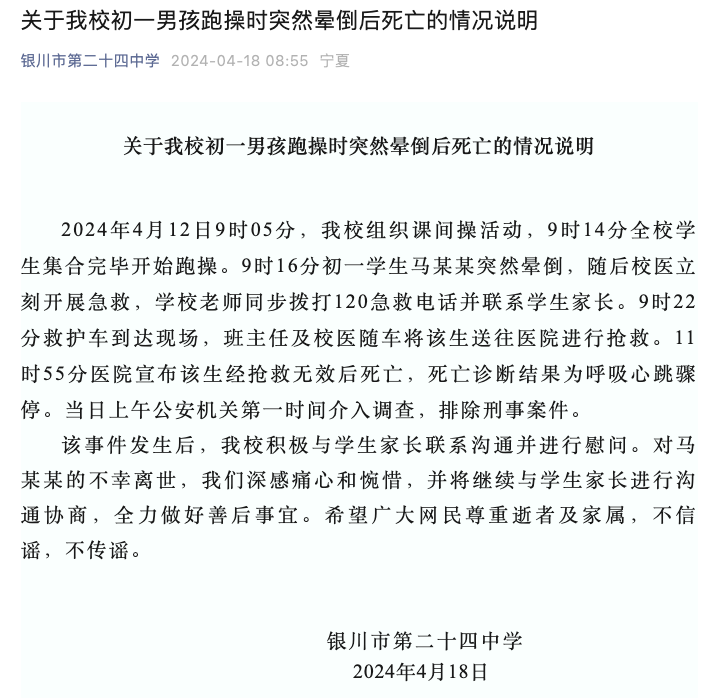 关于我校初一男孩跑操时突然晕倒后死亡的情况说明
银川市第二十四中学 2024-04-18 08:55 宁夏
关于我校初一男孩跑操时突然晕倒后死亡的情况说明
2024年4月12日9时05分，我校组织课间操活动，9时14分全校学
生集合完毕开始跑操。9时16分初一学生马某某突然晕倒，随后校医立
刻开展急救，学校老师同步拨打120急救电话并联系学生家长。9时22
分救护车到达现场，班主任及校医随车将该生送往医院进行抢救。11
时55分医院宣布该生经抢救无效后死亡，死亡诊断结果为呼吸心跳骤
停。当日上午公安机关第一时间介入调查，排除刑事案件。
该事件发生后，我校积极与学生家长联系沟通并进行慰问。对马
某某的不幸离世，我们深感痛心和惋惜，并将继续与学生家长进行沟
通协商，全力做好善后事宜。希望广大网民尊重逝者及家属，不信
谣，不传谣。
银川市第二十四中学
2024年4月18日